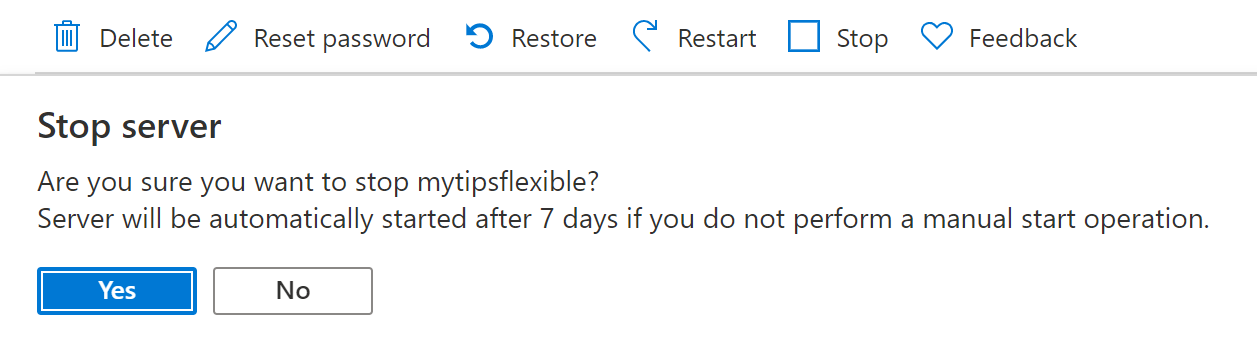 Delete Reset password Restore Restart Stop Feedback
Stop server
Are you sure you want to stop mytipsflexible?
Server will be automatically started after 7 days if you do not perform a manual start operation.
Yes No